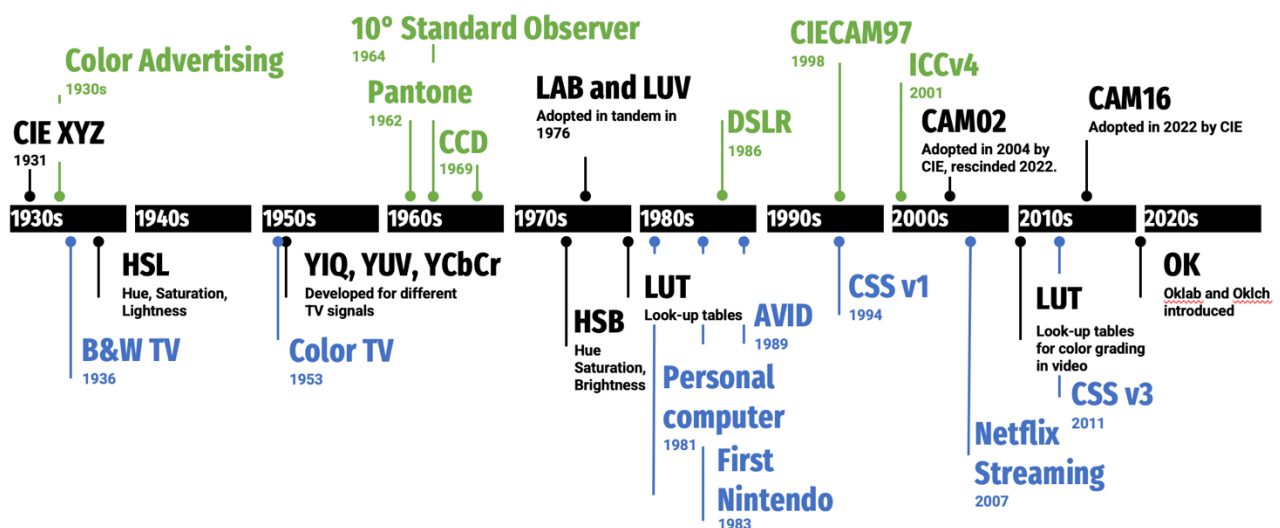 10° Standard Observer
1964
CIECAM97
1998
Color Advertising
1930s
ICCv4
2001
Pantone
1962
LAB and LUV
Adopted in tandem in
1976
CAM16
Adopted in 2022 by CIE
DSLR
1986
CAM02
Adopted in 2004 by
CIE, rescinded 2022.
CIE XYZ
1931
CCD
1969
1930s
1940s
1950s
1960s
1970s
1980s
1990s
2000s
2010s
2020s
HSL
Hue, Saturation,
Lightness
YIQ, YUV, YCbCr
Developed for different
TV signals
B&W TV
1936
Color TV
1953
HSB
Hue
Saturation,
Brightness
LUT
Look-up tables
AVID
1989
Personal
computer
1981
First
Nintendo
1983
CSS v1
1994
Netflix
Streaming
2007
LUT
Look-up tables
for color grading
in video
CSS v3
2011
OK
Oklab and Oklch
introduced